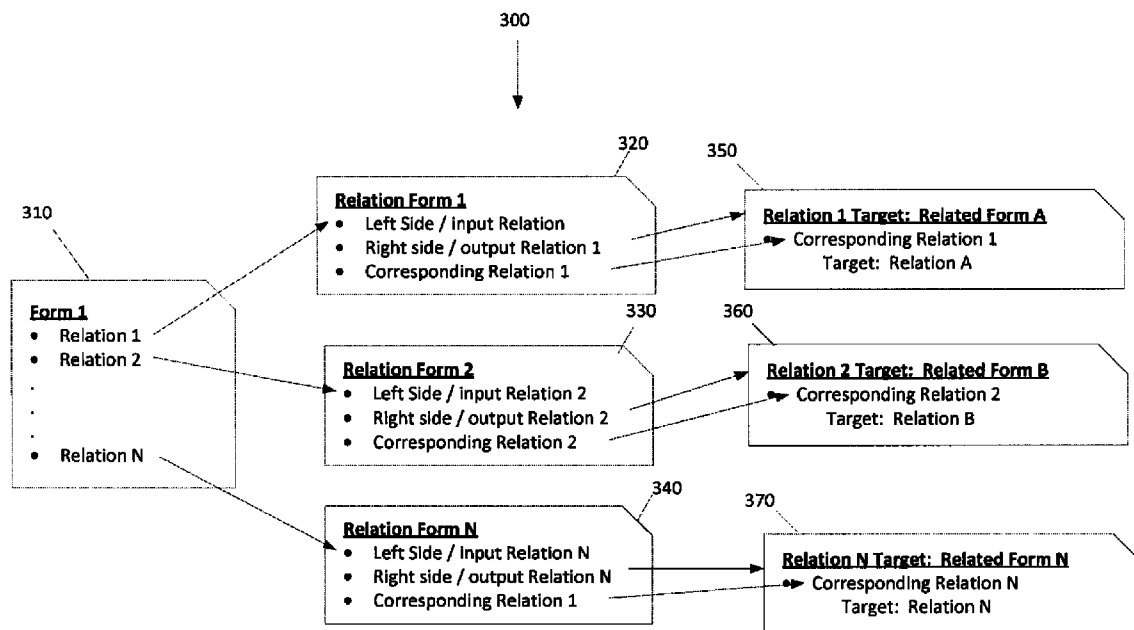 300
310
Form 1
• Relation 1
• Relation 2
.
.
.
• Relation N
320
Relation Form 1
• Left Side / input Relation
• Right side / output Relation 1
• Corresponding Relation 1
330
Relation Form 2
• Left Side / input Relation 2
• Right side / output Relation 2
• Corresponding Relation 2
340
Relation Form N
• Left Side / input Relation N
• Right side / output Relation N
• Corresponding Relation 1
350
Relation 1 Target: Related Form A
• Corresponding Relation 1
Target: Relation A
360
Relation 2 Target: Related Form B
• Corresponding Relation 2
Target: Relation B
370
Relation N Target: Related Form N
• Corresponding Relation N
Target: Relation N